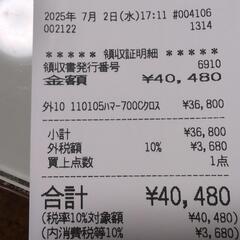 2025年 7月 2日(水)17:11 #004106
002122 1314
*** 領収証明細 ***
領収書発行番号 6910
金額 ¥40,480
外10 110105ﾊﾏｰ700Cｸﾛｽ ¥36,800
小計 ¥36,800
外税額 10% ¥3,680
買上点数 1点
合計 ¥40,480
(税率10%対象額 ¥40,480)
(内消費税等10% ¥3,680)